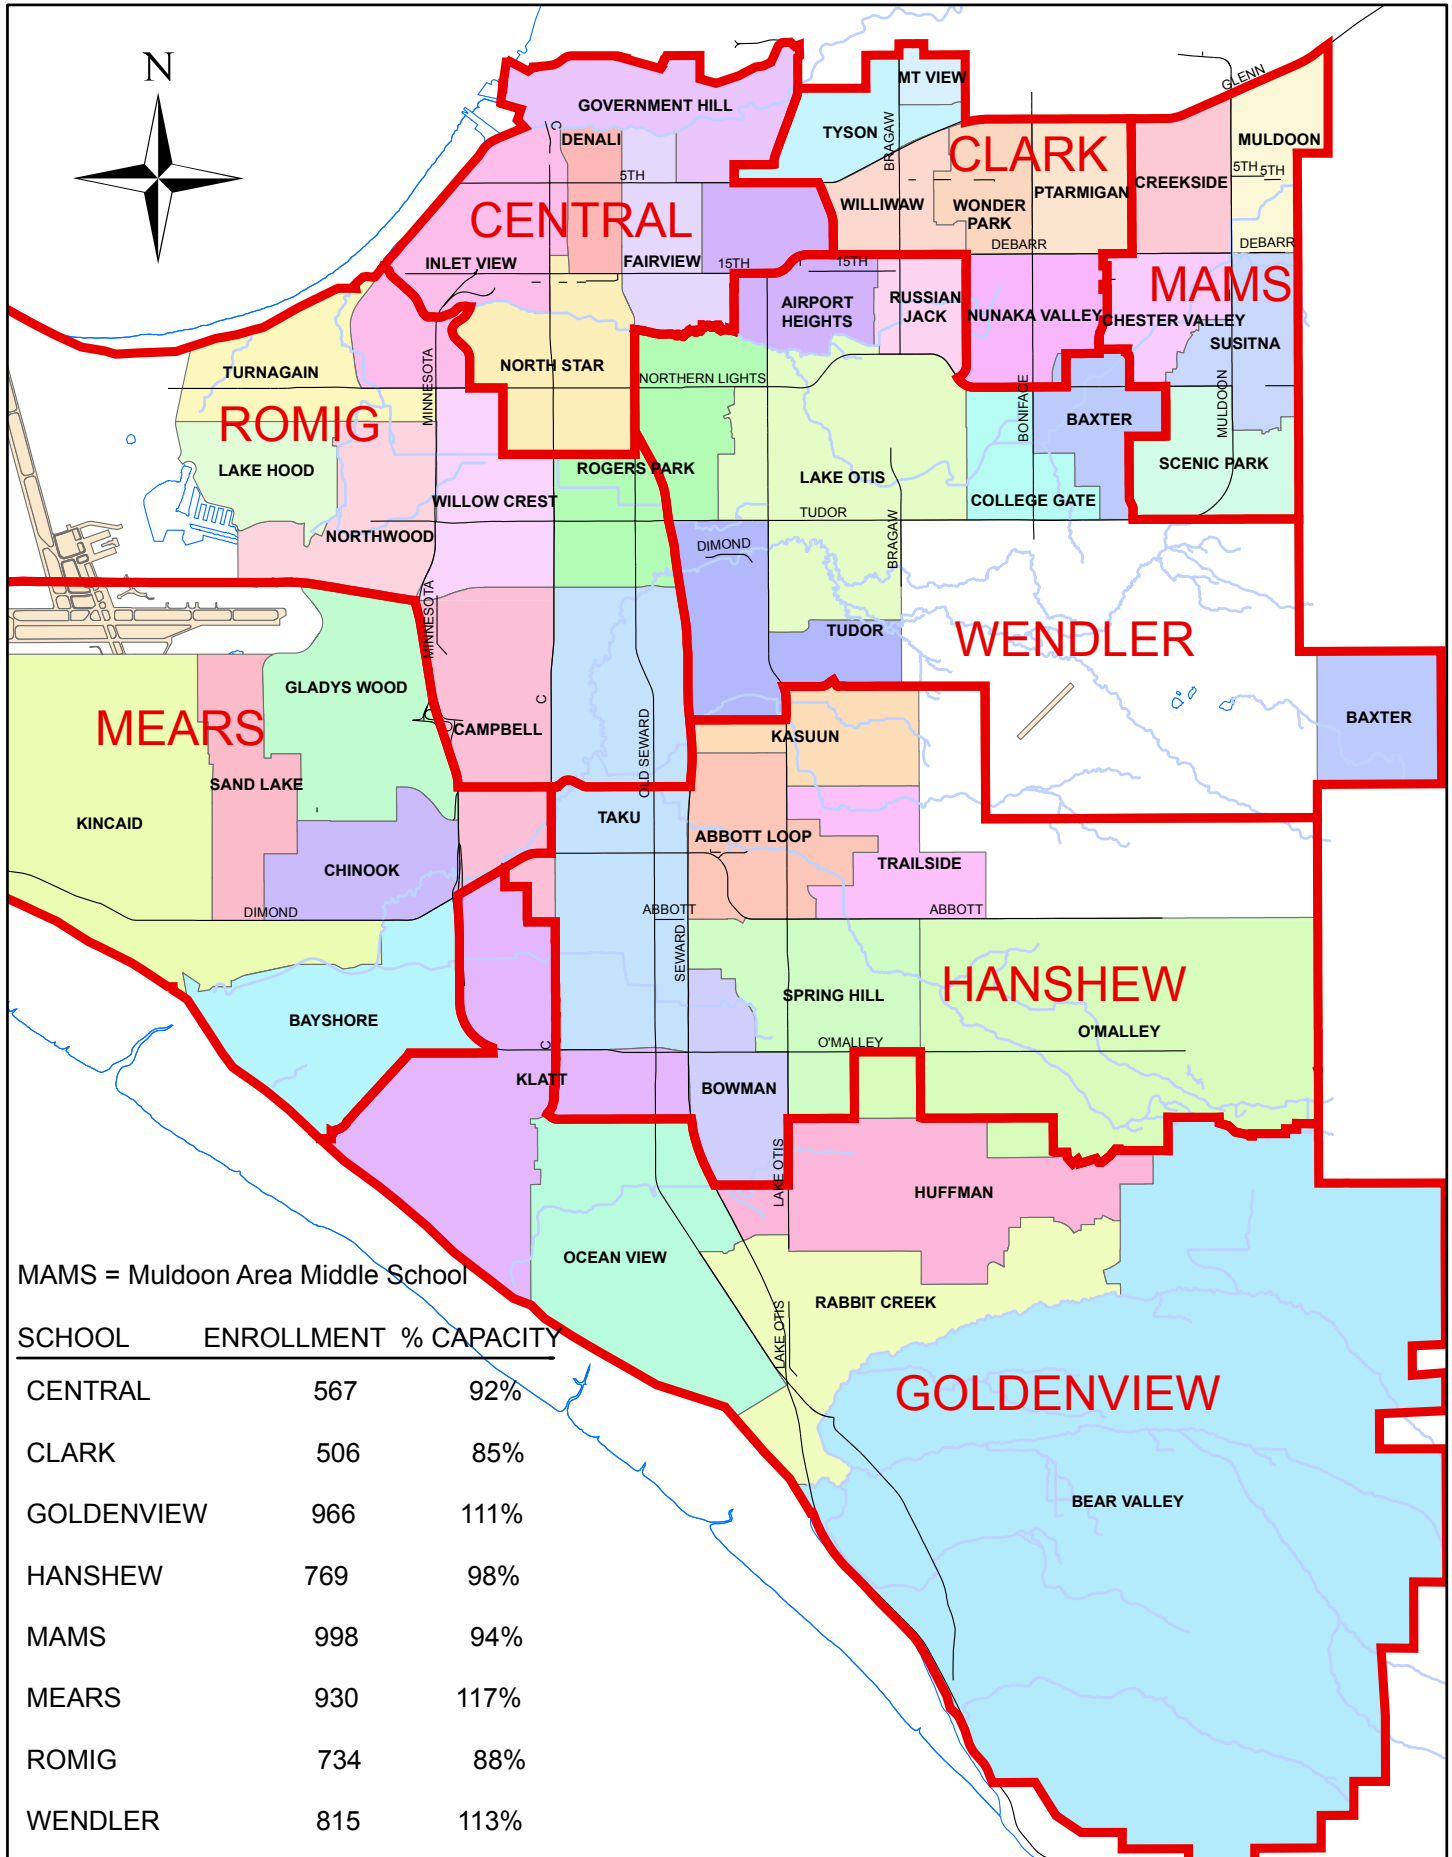 N
GLENN
MT VIEW
GOVERNMENT HILL
TYSON
BRAGAW
C
DENALI
MULDOON
CLARK
5TH
5TH
5TH
CREEKSIDE
PTARMIGAN
WILLIWAW
WONDER
PARK
CENTRAL
DEBARR
DEBARR
INLET VIEW
FAIRVIEW
15TH
15TH
MAMS
AIRPORT
HEIGHTS
RUSSIAN
JACK
NUNAKA VALLEY
CHESTER VALLEY
SUSITNA
NORTH STAR
TURNAGAIN
MINNESOTA
NORTHERN LIGHTS
BONIFACE
MULDOON
ROMIG
BAXTER
LAKE HOOD
ROGERS PARK
LAKE OTIS
SCENIC PARK
WILLOW CREST
COLLEGE GATE
TUDOR
NORTHWOOD
DIMOND
BRAGAW
MINNESOTA
TUDOR
WENDLER
GLADYS WOOD
C
MEARS
CAMPBELL
OLD SEWARD
KASUUN
BAXTER
SAND LAKE
KINCAID
TAKU
ABBOTT LOOP
CHINOOK
TRAILSIDE
DIMOND
ABBOTT
ABBOTT
SEWARD
HANSHEW
SPRING HILL
BAYSHORE
O'MALLEY
O'MALLEY
C
KLATT
BOWMAN
LAKE OTIS
HUFFMAN
OCEAN VIEW
RABBIT CREEK
LAKE OTIS
GOLDENVIEW
BEAR VALLEY
MAMS = Muldoon Area Middle School
SCHOOL ENROLLMENT % CAPACITY
CENTRAL 567 92%
CLARK 506 85%
GOLDENVIEW 966 111%
HANSHEW 769 98%
MAMS 998 94%
MEARS 930 117%
ROMIG 734 88%
WENDLER 815 113%